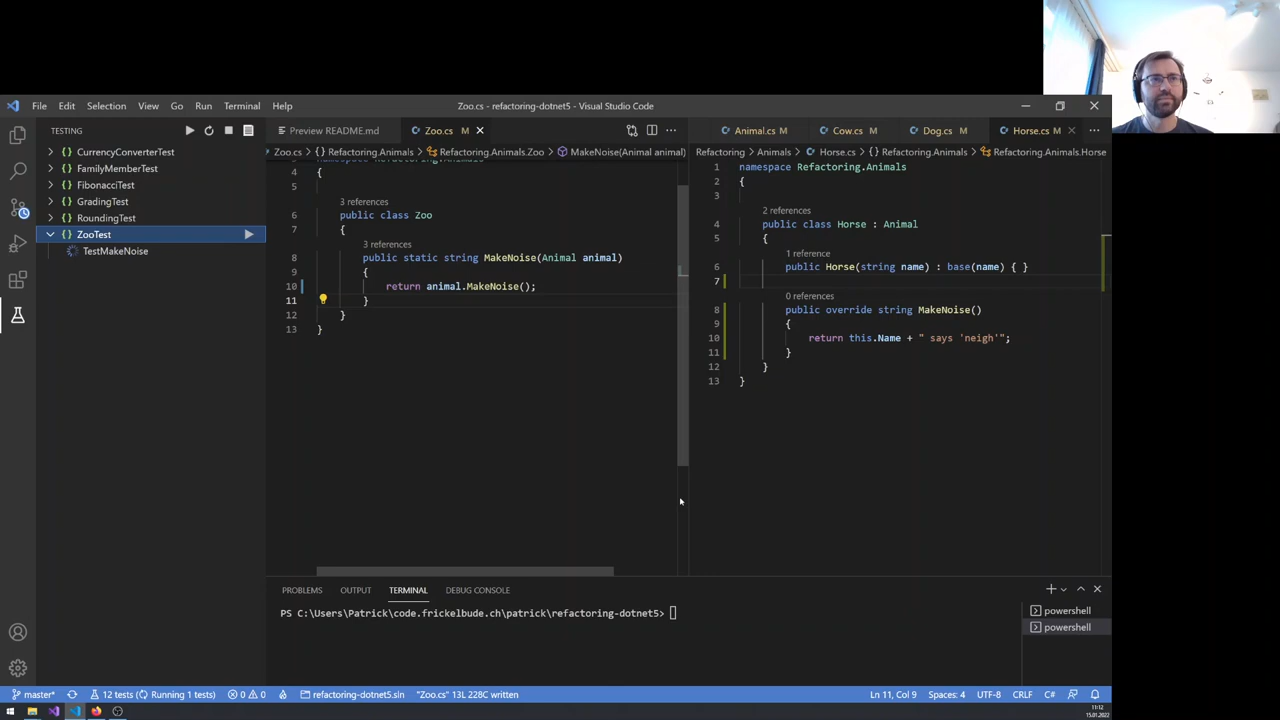 File Edit Selection View Go Run Terminal Help
Zoo.cs - refactoring-dotnet5 - Visual Studio Code
TESTING
CurrencyConverterTest
FamilyMemberTest
FibonacciTest
GradingTest
RoundingTest
ZooTest
TestMakeNoise
Preview README.md
Zoo.cs M
Zoo.cs > {} Refactoring.Animals > Refactoring.Animals.Zoo > MakeNoise(Animal animal)
4 {
5
3 references
6 public class Zoo
7 {
3 references
8 public static string MakeNoise(Animal animal)
9 {
10 return animal.MakeNoise();
11 }
12 }
13 }
Animal.cs M
Cow.cs M
Dog.cs M
Horse.cs M
Refactoring > Animals > Horse.cs > {} Refactoring.Animals > Refactoring.Animals.Horse
1 namespace Refactoring.Animals
2 {
3
2 references
4 public class Horse : Animal
5 {
1 reference
6 public Horse(string name) : base(name) { }
7
0 references
8 public override string MakeNoise()
9 {
10 return this.Name + " says 'neigh'";
11 }
12 }
13 }
PROBLEMS OUTPUT TERMINAL DEBUG CONSOLE
PS C:\Users\Patrick\code.frickelbude.ch\patrick\refactoring-dotnet5>
powershell
powershell
master* 12 tests (Running 1 tests) 0 0 refactoring-dotnet5.sln "Zoo.cs" 13L 228C written
Ln 11, Col 9 Spaces: 4 UTF-8 CRLF C#
11:12
15.01.2022